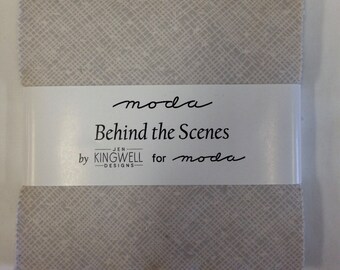 moda
Behind the Scenes
by JEN KINGWELL DESIGNS for moda